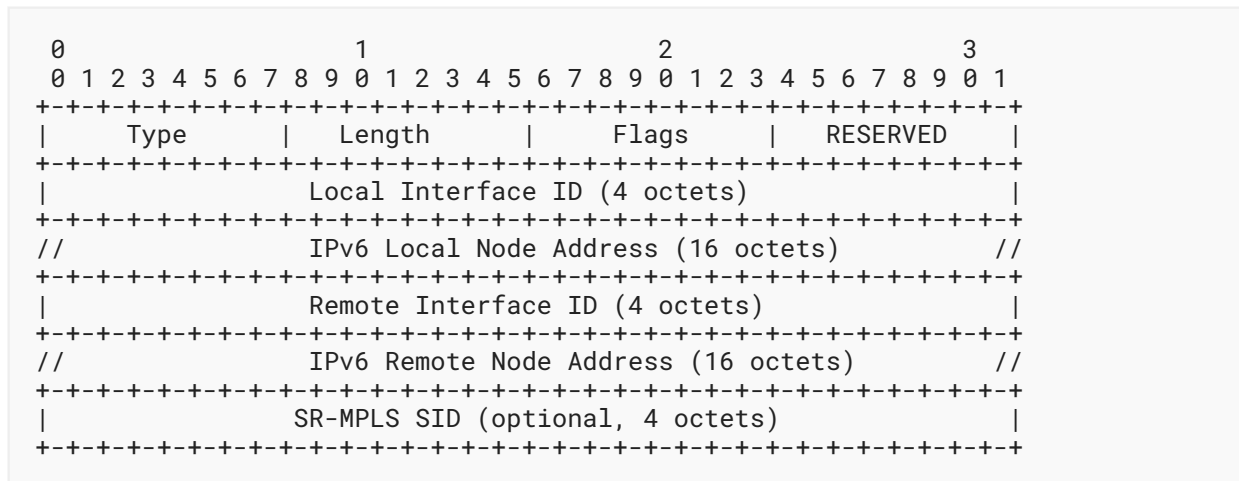 0                   1                   2                   3
 0 1 2 3 4 5 6 7 8 9 0 1 2 3 4 5 6 7 8 9 0 1 2 3 4 5 6 7 8 9 0 1
+-+-+-+-+-+-+-+-+-+-+-+-+-+-+-+-+-+-+-+-+-+-+-+-+-+-+-+-+-+-+-+-+
|     Type      |   Length      |     Flags     |   RESERVED    |
+-+-+-+-+-+-+-+-+-+-+-+-+-+-+-+-+-+-+-+-+-+-+-+-+-+-+-+-+-+-+-+-+
|                 Local Interface ID (4 octets)                 |
+-+-+-+-+-+-+-+-+-+-+-+-+-+-+-+-+-+-+-+-+-+-+-+-+-+-+-+-+-+-+-+-+
//                IPv6 Local Node Address (16 octets)          //
+-+-+-+-+-+-+-+-+-+-+-+-+-+-+-+-+-+-+-+-+-+-+-+-+-+-+-+-+-+-+-+-+
|                 Remote Interface ID (4 octets)                |
+-+-+-+-+-+-+-+-+-+-+-+-+-+-+-+-+-+-+-+-+-+-+-+-+-+-+-+-+-+-+-+-+
//                IPv6 Remote Node Address (16 octets)         //
+-+-+-+-+-+-+-+-+-+-+-+-+-+-+-+-+-+-+-+-+-+-+-+-+-+-+-+-+-+-+-+-+
|                SR-MPLS SID (optional, 4 octets)               |
+-+-+-+-+-+-+-+-+-+-+-+-+-+-+-+-+-+-+-+-+-+-+-+-+-+-+-+-+-+-+-+-+